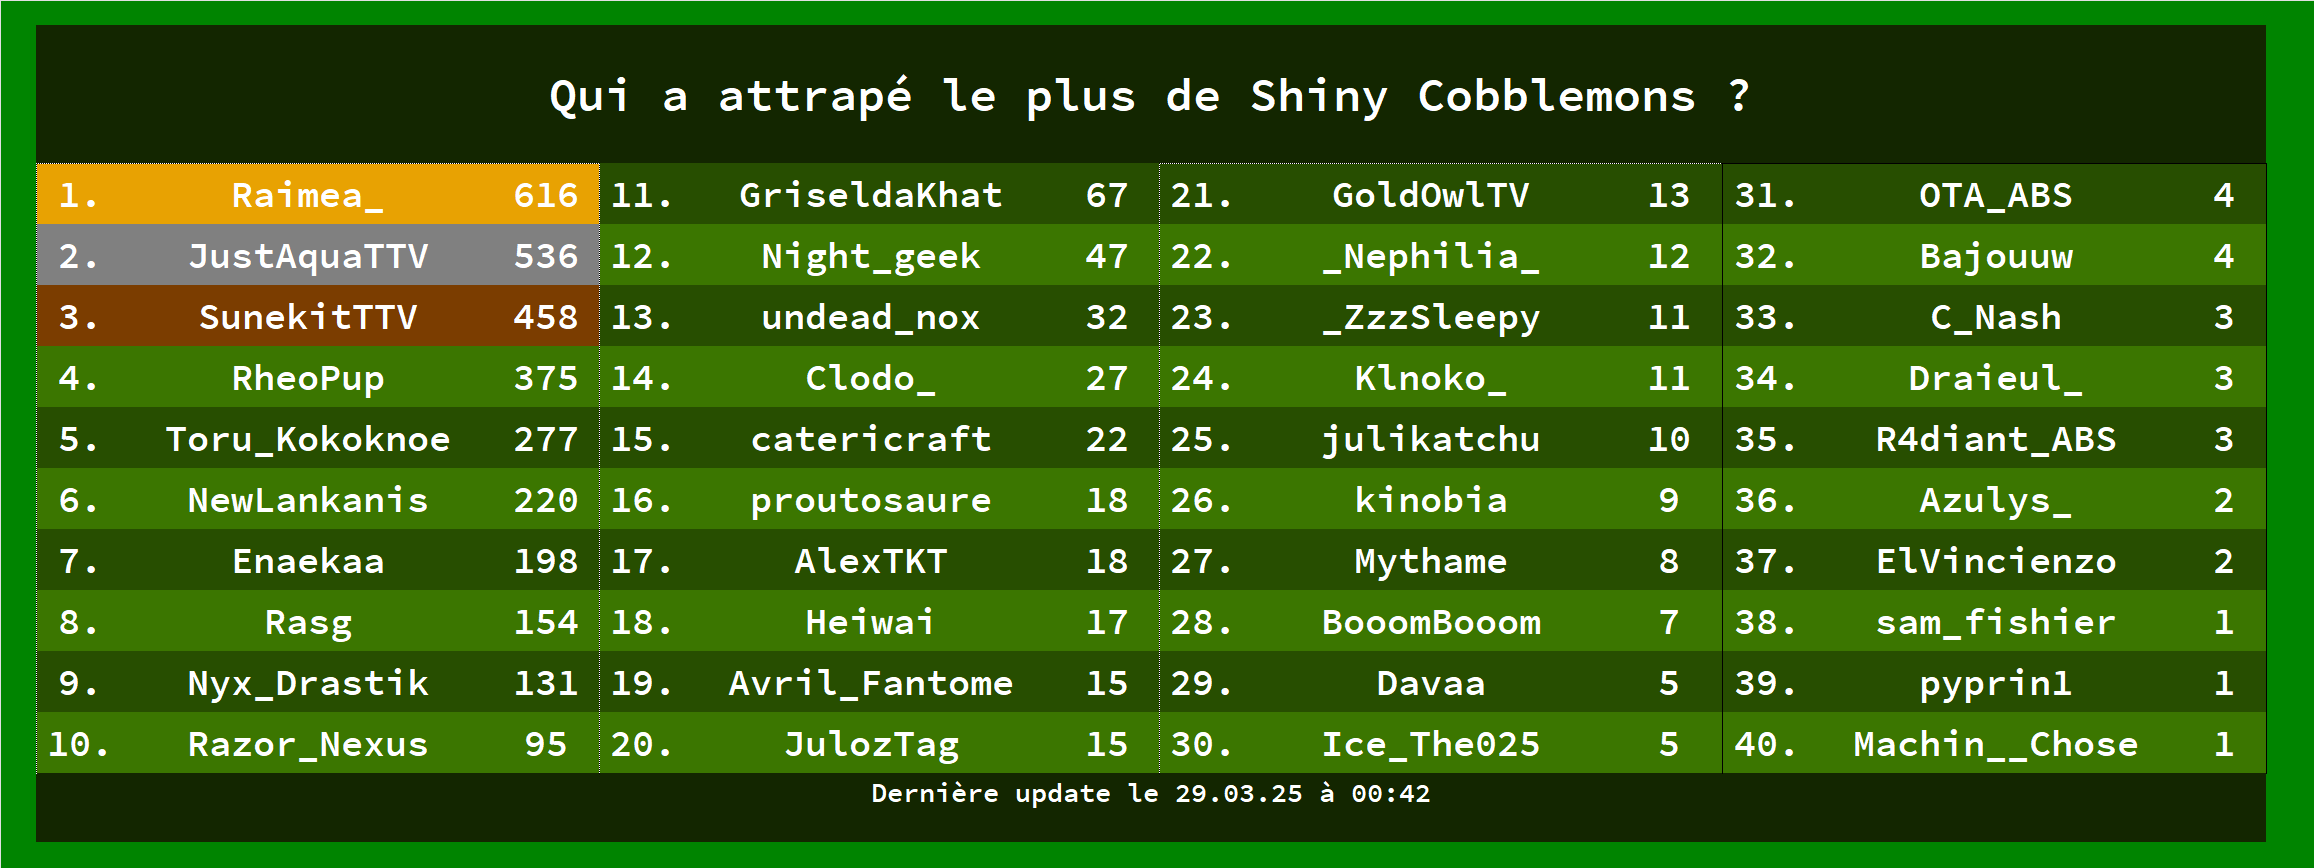 Qui a attrapé le plus de Shiny Cobblemons ?
1. Raimea_ 616 11. GriseldaKhat 67 21. GoldOwlTV 13 31. OTA_ABS 4
2. JustAquaTTV 536 12. Night_geek 47 22. _Nephilia_ 12 32. Bajouuw 4
3. SunekitTTV 458 13. undead_nox 32 23. _ZzzSleepy 11 33. C_Nash 3
4. RheoPup 375 14. Clodo_ 27 24. Klnoko_ 11 34. Draieul_ 3
5. Toru_Kokoknoe 277 15. catericraft 22 25. julikatchu 10 35. R4diant_ABS 3
6. NewLankanis 220 16. proutosaure 18 26. kinobia 9 36. Azulys_ 2
7. Enaekaa 198 17. AlexTKT 18 27. Mythame 8 37. ElVincienzo 2
8. Rasg 154 18. Heiwai 17 28. BooomBooom 7 38. sam_fishier 1
9. Nyx_Drastik 131 19. Avril_Fantome 15 29. Davaa 5 39. pyprin1 1
10. Razor_Nexus 95 20. JulozTag 15 30. Ice_The025 5 40. Machin__Chose 1
Dernière update le 29.03.25 à 00:42